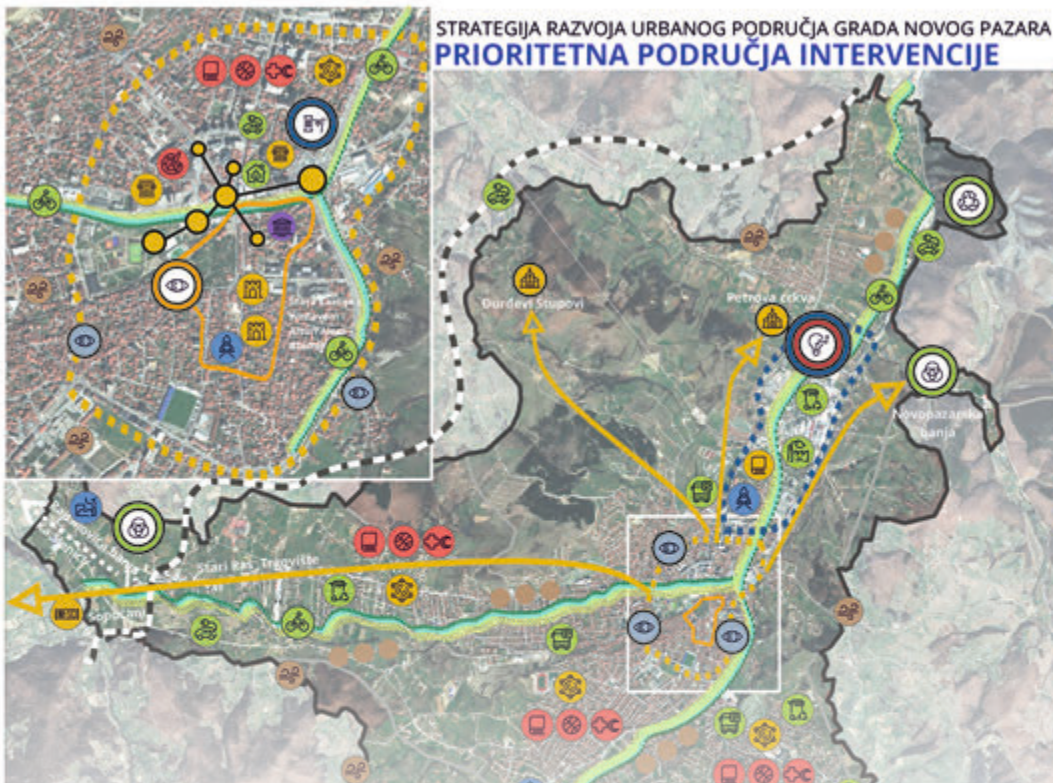 STRATEGIJA RAZVOJA URBANOG PODRUČJA GRADA NOVOG PAZARA
PRIORITETNA PODRUČJA INTERVENCIJE
Đurđevi Stupovi
Petrova crkva
Novopazarska
banja
Stari Ras, Trgovište
UNESCO